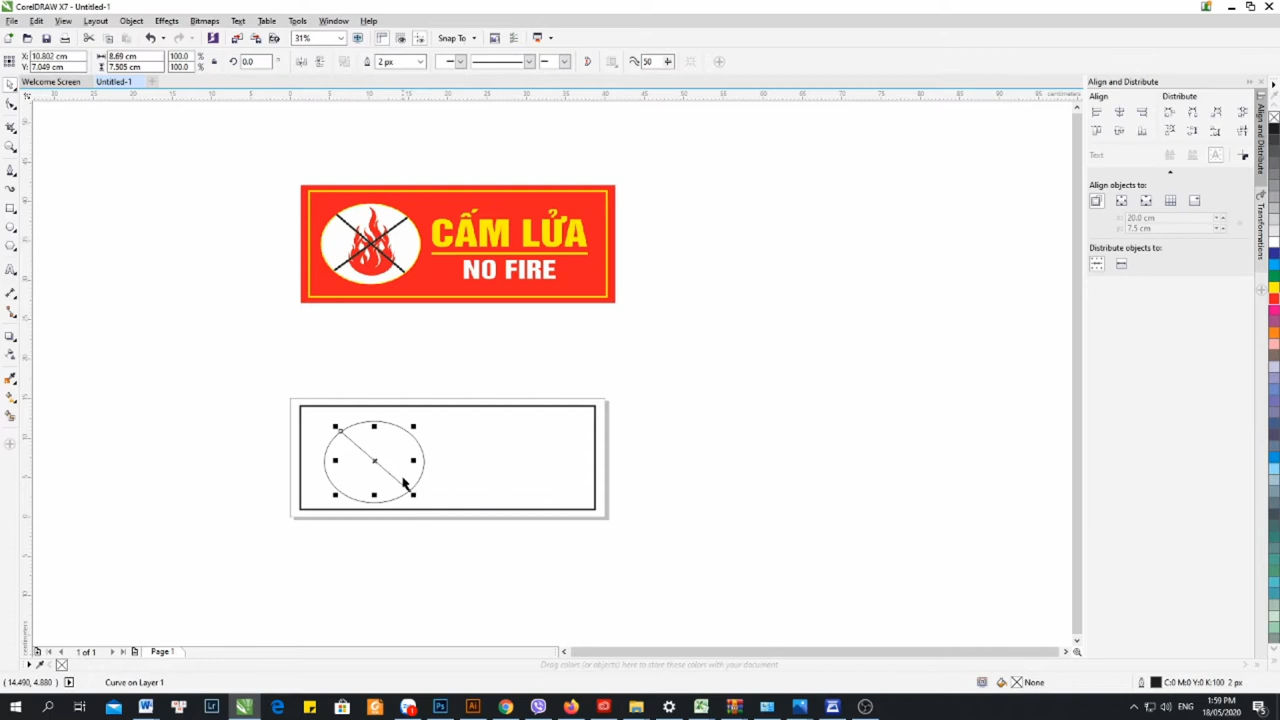 CorelDRAW X7 - Untitled-1
File Edit View Layout Object Effects Bitmaps Text Table Tools Window Help
31% Snap To
X: 10.802 cm 8.69 cm 100.0 % 0.0 ° 2 px 50
Y: 7.049 cm 7.505 cm 100.0 %
Welcome Screen Untitled-1
Align and Distribute
Align Distribute
Text
Align objects to:
x: 20.0 cm
y: 7.5 cm
Distribute objects to:
Align and Distribute
Transformations
centimeters
CẤM LỬA
NO FIRE
1 of 1 Page 1
Drag colors (or objects) here to store these colors with your document
(14.490, 4.880) Curve on Layer 1 None C:0 M:0 Y:0 K:100 2 px
ENG 1:59 PM
18/05/2020